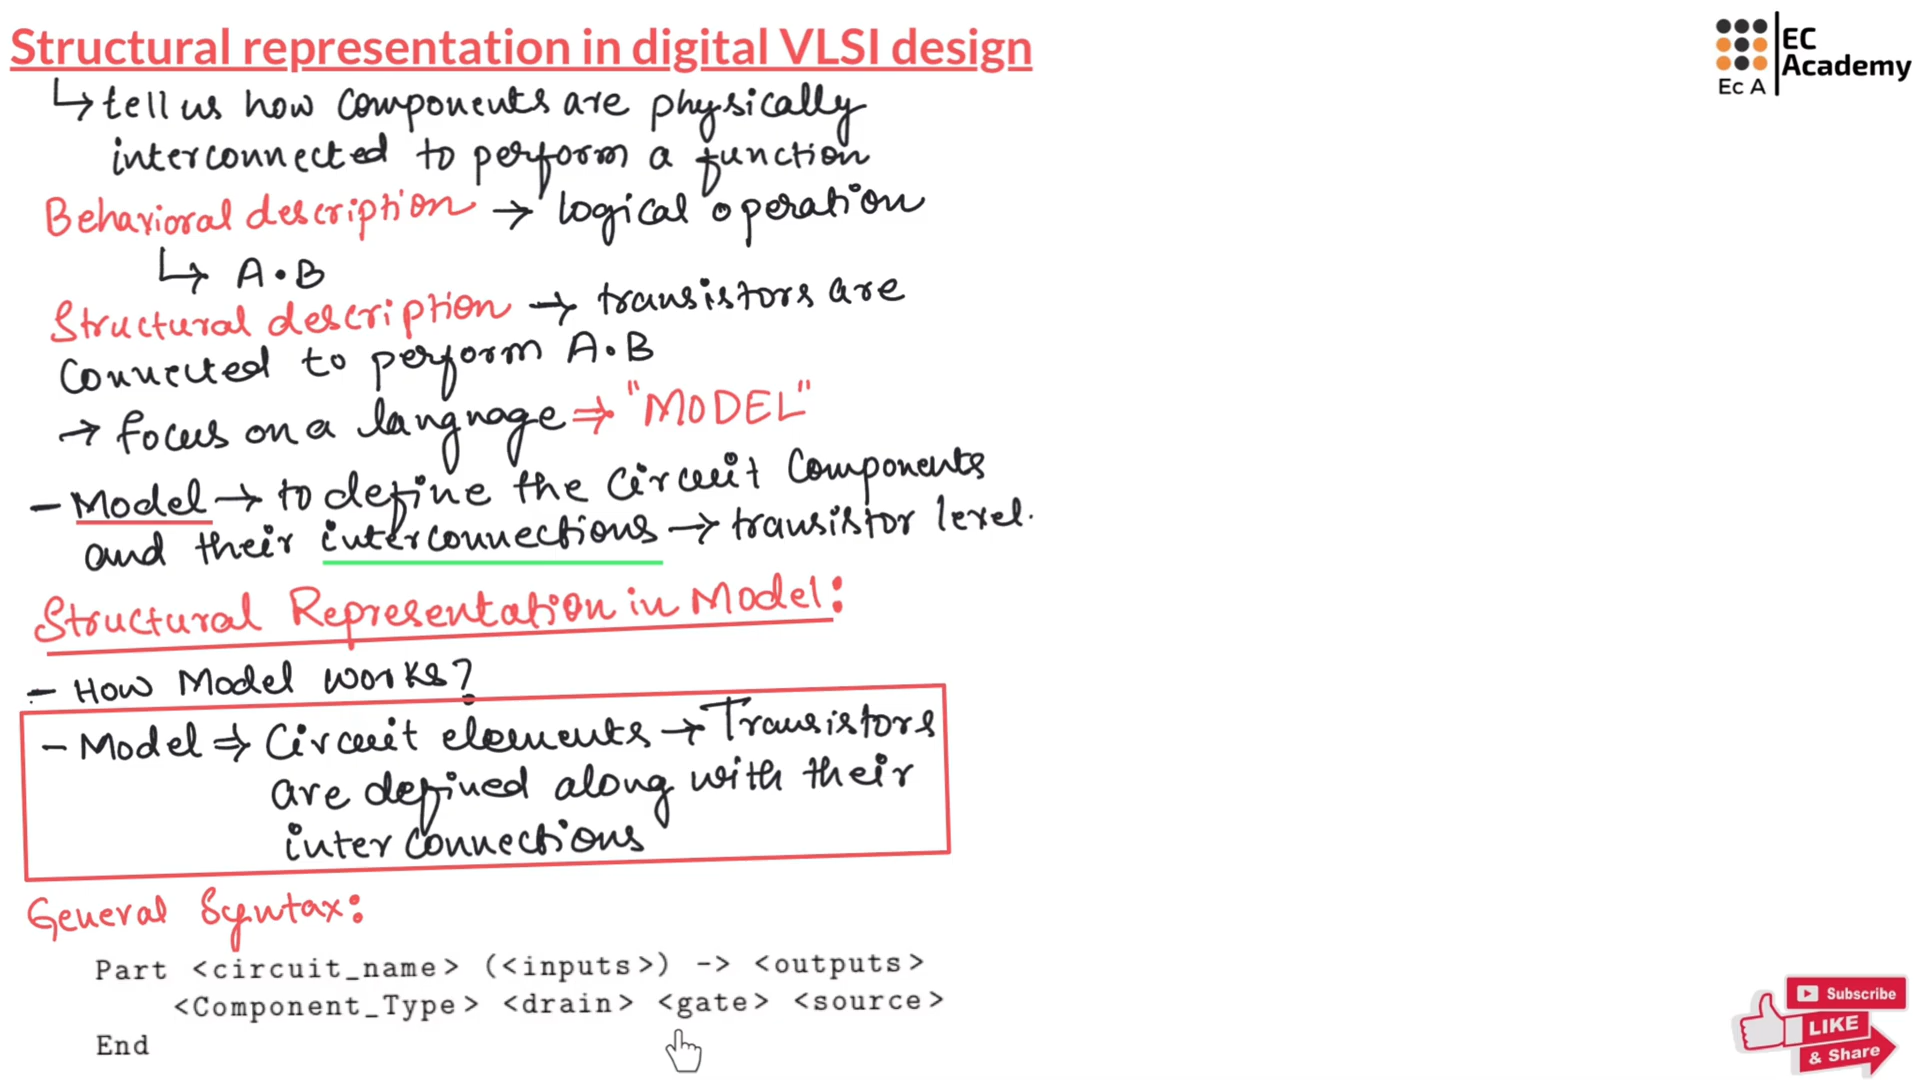 Structural representation in digital VLSI design
EC
Academy
Ec A
↳ tell us how components are physically
interconnected to perform a function
Behavioral description → logical operation
↳ A.B
Structural description → transistors are
connected to perform A.B
→ focus on a language ⇒ "MODEL"
- Model → to define the circuit components
and their interconnections → transistor level.
Structural Representation in Model:
- How Model works?
- Model ⇒ Circuit elements → Transistors
are defined along with their
interconnections
General Syntax:
Part <circuit_name> (<inputs>) -> <outputs>
<Component_Type> <drain> <gate> <source>
End
Subscribe
LIKE
& Share